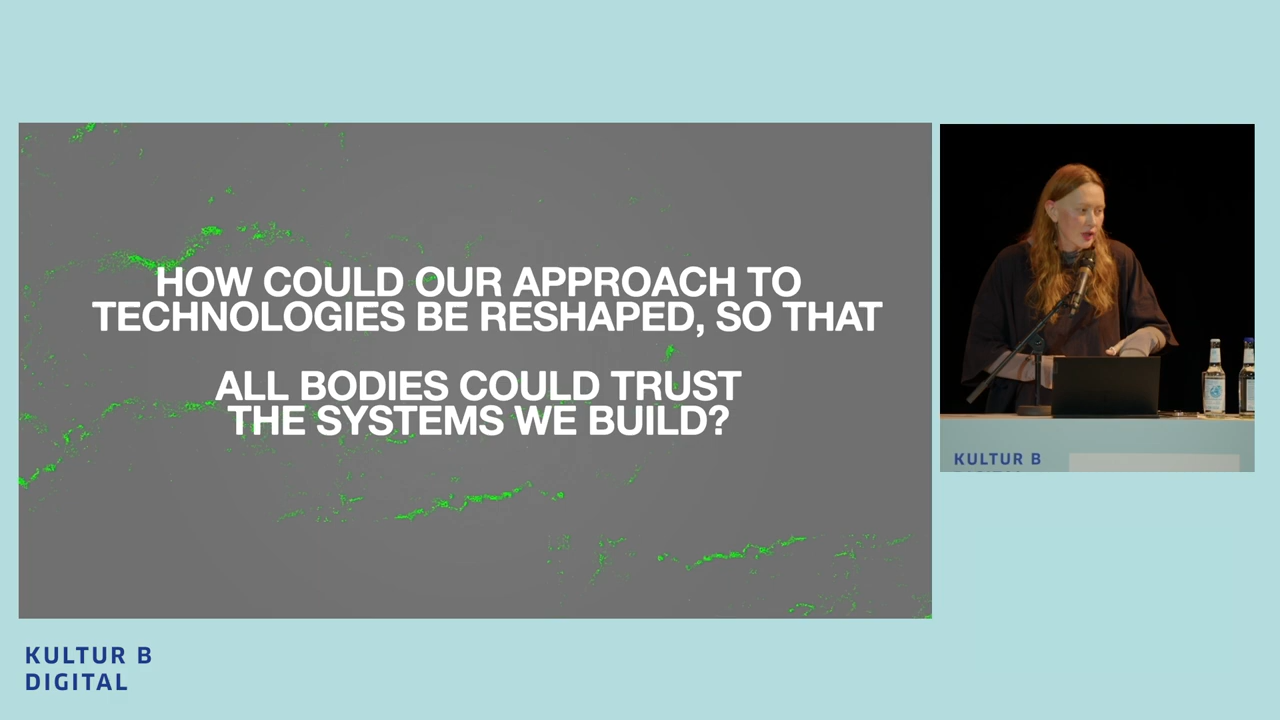 HOW COULD OUR APPROACH TO
TECHNOLOGIES BE RESHAPED, SO THAT
ALL BODIES COULD TRUST
THE SYSTEMS WE BUILD?
KULTUR B
KULTUR B
DIGITAL